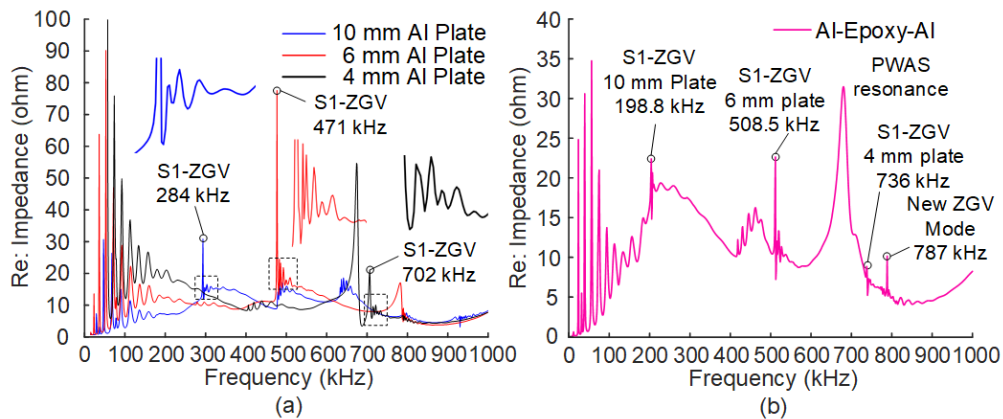 100
90
80
70
60
50
40
30
20
10
0
Re: Impedance (ohm)
10 mm Al Plate
6 mm Al Plate
4 mm Al Plate
S1-ZGV
471 kHz
S1-ZGV
284 kHz
S1-ZGV
702 kHz
0 200 400 600 800 1000
Frequency (kHz)
(a)
40
35
30
25
20
15
10
5
0
Re: Impedance (ohm)
Al-Epoxy-Al
S1-ZGV
10 mm Plate
198.8 kHz
S1-ZGV
6 mm plate
508.5 kHz
PWAS
resonance
S1-ZGV
4 mm plate
736 kHz
New ZGV
Mode
787 kHz
0 100 200 300 400 500 600 700 800 900 1000
Frequency (kHz)
(b)